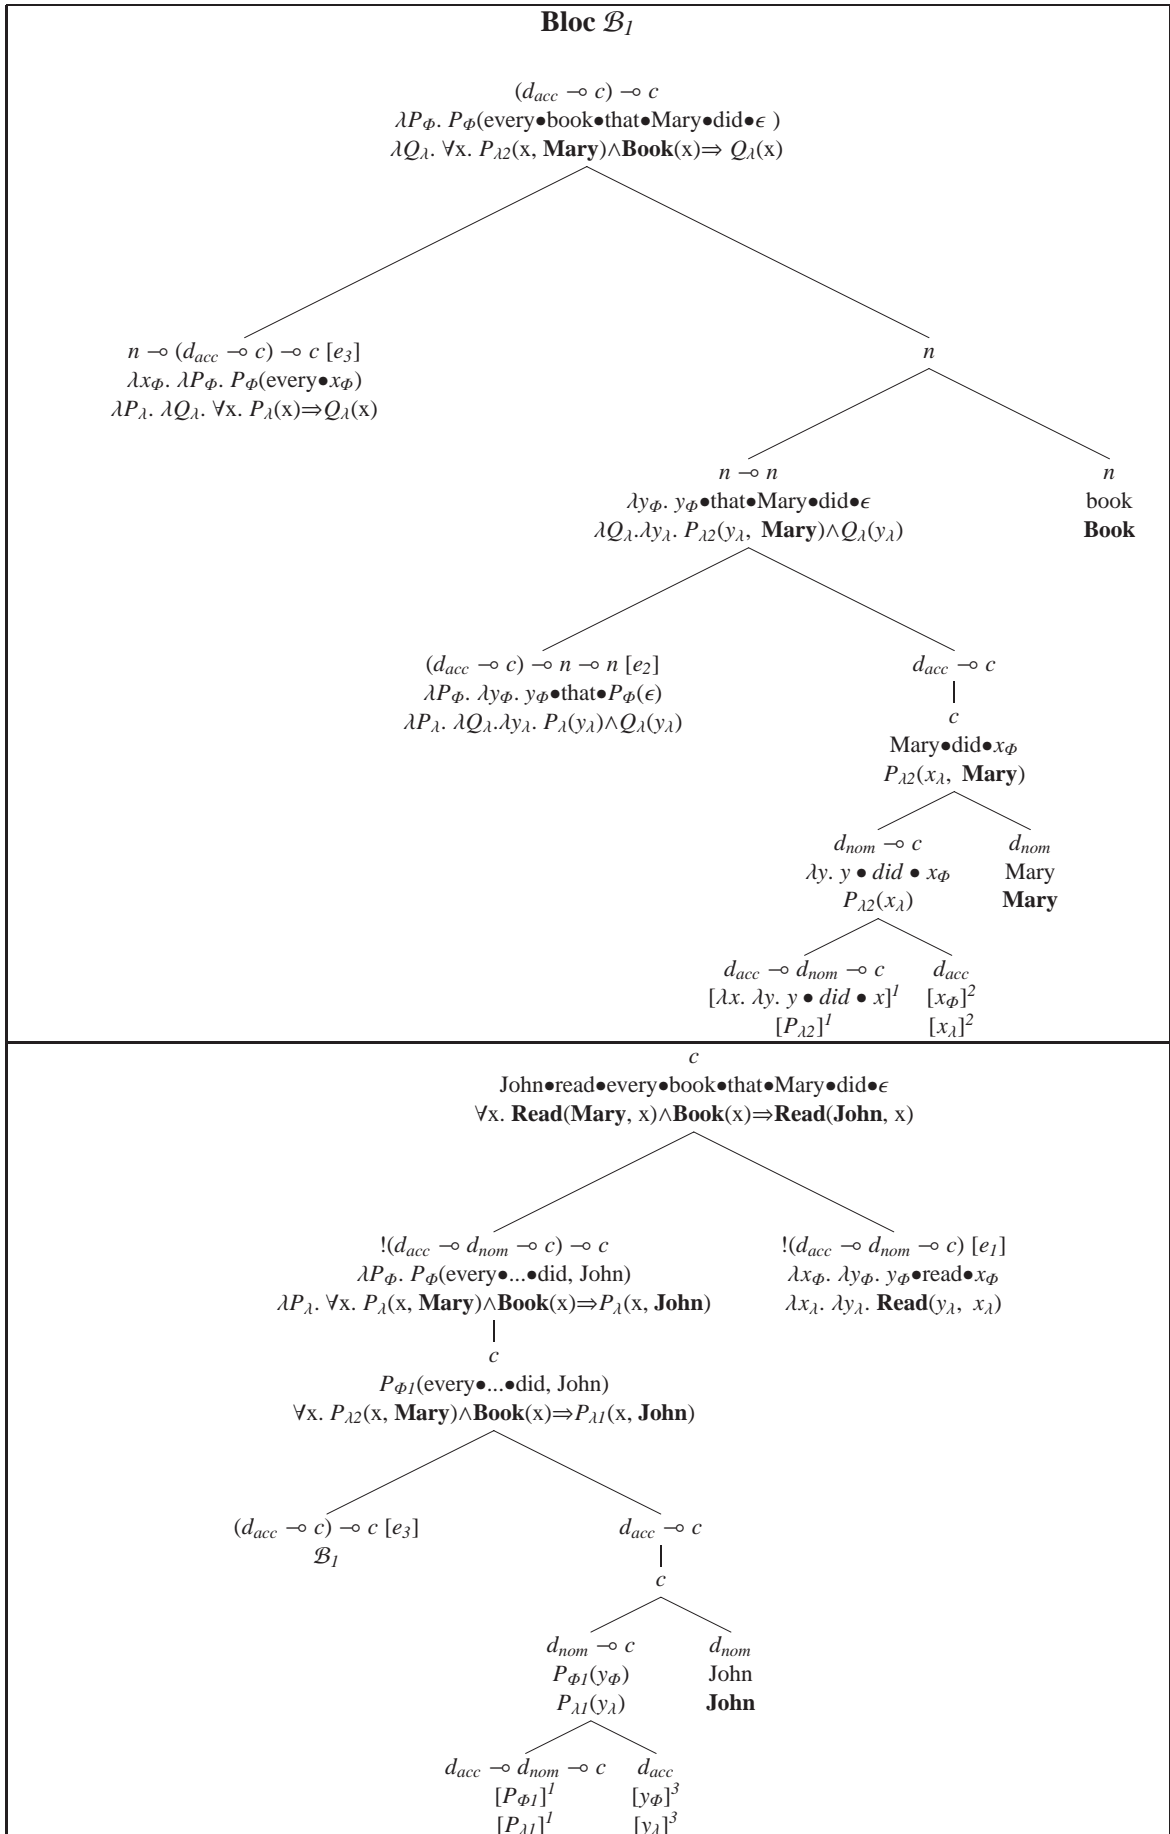 Bloc ℬ₁
(d_acc ⊸ c) ⊸ c
λP_Φ. P_Φ(every●book●that●Mary●did●ϵ )
λQ_λ. ∀x. P_λ2(x, Mary)∧Book(x)⇒ Q_λ(x)
n ⊸ (d_acc ⊸ c) ⊸ c [e₃]
λx_Φ. λP_Φ. P_Φ(every●x_Φ)
λP_λ. λQ_λ. ∀x. P_λ(x)⇒Q_λ(x)
n
n ⊸ n
λy_Φ. y_Φ●that●Mary●did●ϵ
λQ_λ.λy_λ. P_λ2(y_λ, Mary)∧Q_λ(y_λ)
n
book
Book
(d_acc ⊸ c) ⊸ n ⊸ n [e₂]
λP_Φ. λy_Φ. y_Φ●that●P_Φ(ϵ)
λP_λ. λQ_λ.λy_λ. P_λ(y_λ)∧Q_λ(y_λ)
d_acc ⊸ c
c
Mary●did●x_Φ
P_λ2(x_λ, Mary)
d_nom ⊸ c
λy. y ● did ● x_Φ
P_λ2(x_λ)
d_nom
Mary
Mary
d_acc ⊸ d_nom ⊸ c
[λx. λy. y ● did ● x]¹
[P_λ2]¹
d_acc
[x_Φ]²
[x_λ]²
c
John●read●every●book●that●Mary●did●ϵ
∀x. Read(Mary, x)∧Book(x)⇒Read(John, x)
!(d_acc ⊸ d_nom ⊸ c) ⊸ c
λP_Φ. P_Φ(every●...●did, John)
λP_λ. ∀x. P_λ(x, Mary)∧Book(x)⇒P_λ(x, John)
!(d_acc ⊸ d_nom ⊸ c) [e₁]
λx_Φ. λy_Φ. y_Φ●read●x_Φ
λx_λ. λy_λ. Read(y_λ, x_λ)
c
P_Φ1(every●...●did, John)
∀x. P_λ2(x, Mary)∧Book(x)⇒P_λ1(x, John)
(d_acc ⊸ c) ⊸ c [e₃]
ℬ₁
d_acc ⊸ c
c
d_nom ⊸ c
P_Φ1(y_Φ)
P_λ1(y_λ)
d_nom
John
John
d_acc ⊸ d_nom ⊸ c
[P_Φ1]¹
[P_λ1]¹
d_acc
[y_Φ]³
[y_λ]³